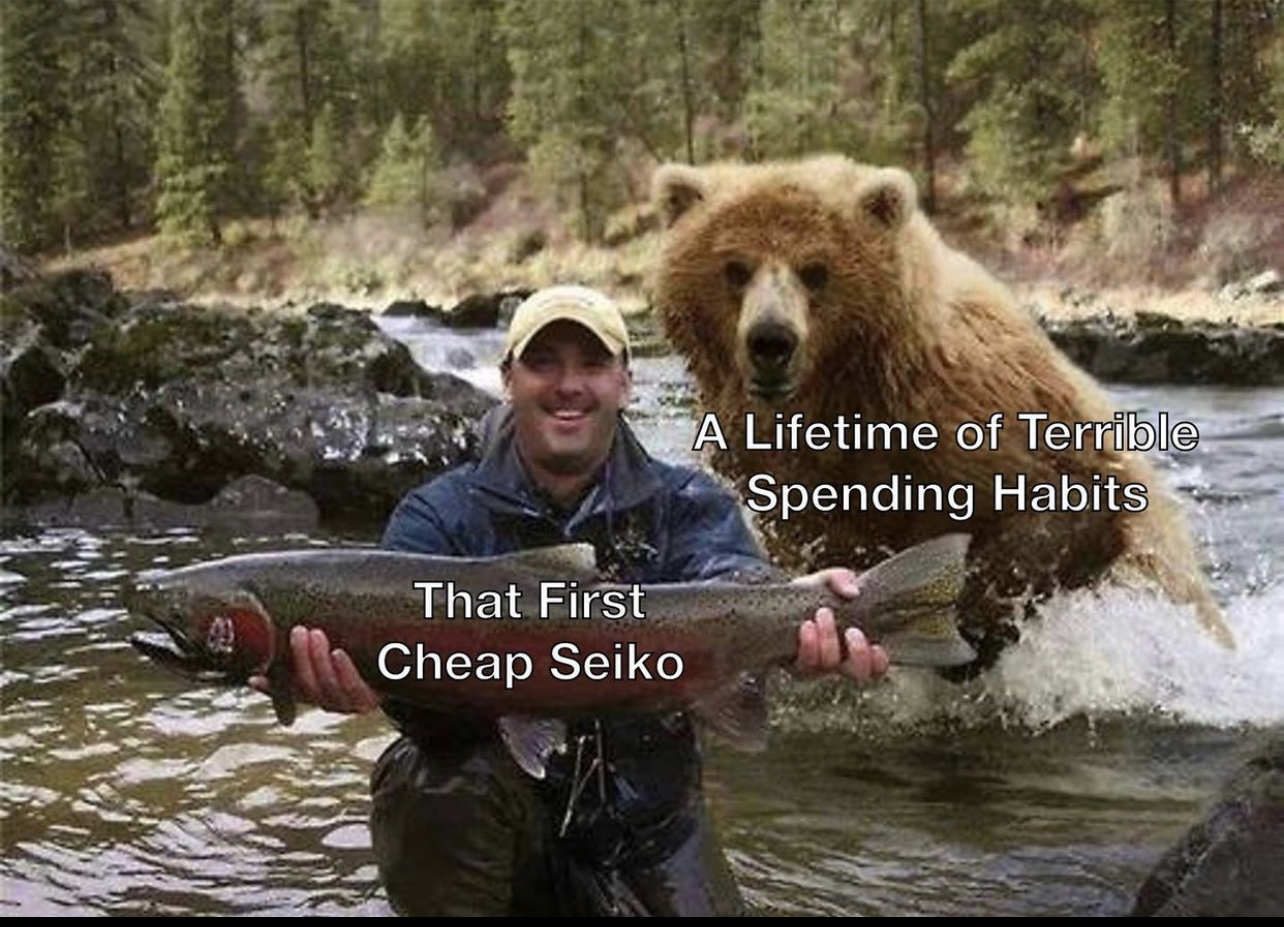 A Lifetime of Terrible
Spending Habits
That First
Cheap Seiko